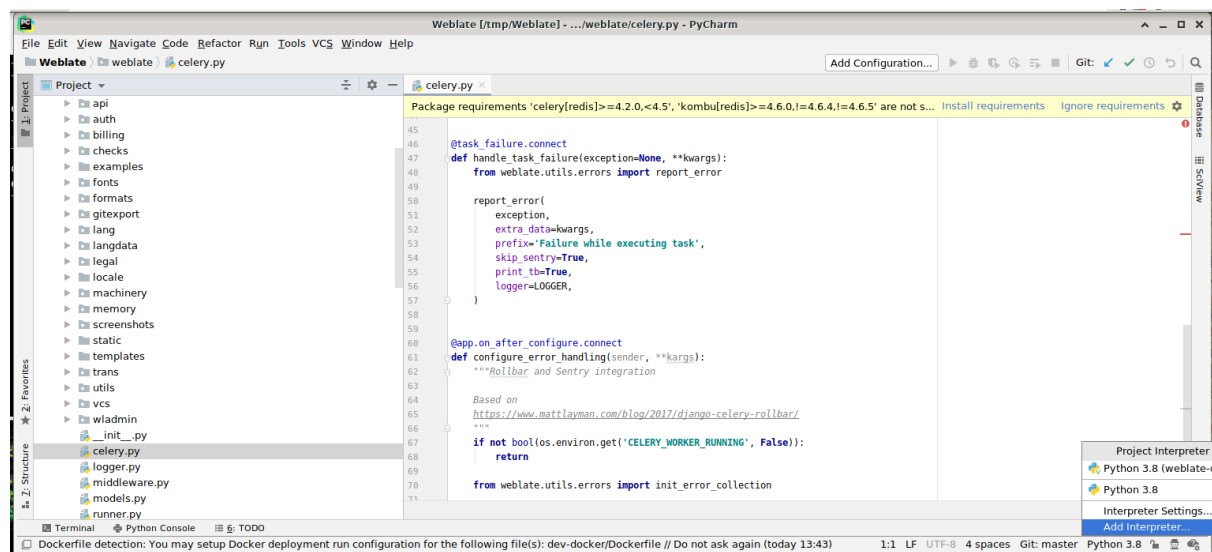 Weblate [/tmp/Weblate] - .../weblate/celery.py - PyCharm
File Edit View Navigate Code Refactor Run Tools VCS Window Help
Weblate weblate celery.py Add Configuration... Git:
1: Project
Project
api
auth
billing
checks
examples
fonts
formats
gitexport
lang
langdata
legal
locale
machinery
memory
screenshots
static
templates
trans
utils
vcs
wladmin
__init__.py
celery.py
logger.py
middleware.py
models.py
runner.py
2: Favorites
7: Structure
celery.py
Package requirements 'celery[redis]>=4.2.0,<4.5', 'kombu[redis]>=4.6.0,!=4.6.4,!=4.6.5' are not s... Install requirements Ignore requirements
45
46 @task_failure.connect
47 def handle_task_failure(exception=None, **kwargs):
48 from weblate.utils.errors import report_error
49
50 report_error(
51 exception,
52 extra_data=kwargs,
53 prefix='Failure while executing task',
54 skip_sentry=True,
55 print_tb=True,
56 logger=LOGGER,
57 )
58
59
60 @app.on_after_configure.connect
61 def configure_error_handling(sender, **kargs):
62 """Rollbar and Sentry integration
63
64 Based on
65 https://www.mattlayman.com/blog/2017/django-celery-rollbar/
66 """
67 if not bool(os.environ.get('CELERY_WORKER_RUNNING', False)):
68 return
69
70 from weblate.utils.errors import init_error_collection
71
Database
SciView
Project Interpreter
Python 3.8 (weblate-
Python 3.8
Interpreter Settings...
Add Interpreter...
Terminal Python Console 6: TODO
Dockerfile detection: You may setup Docker deployment run configuration for the following file(s): dev-docker/Dockerfile // Do not ask again (today 13:43) 1:1 LF UTF-8 4 spaces Git: master Python 3.8